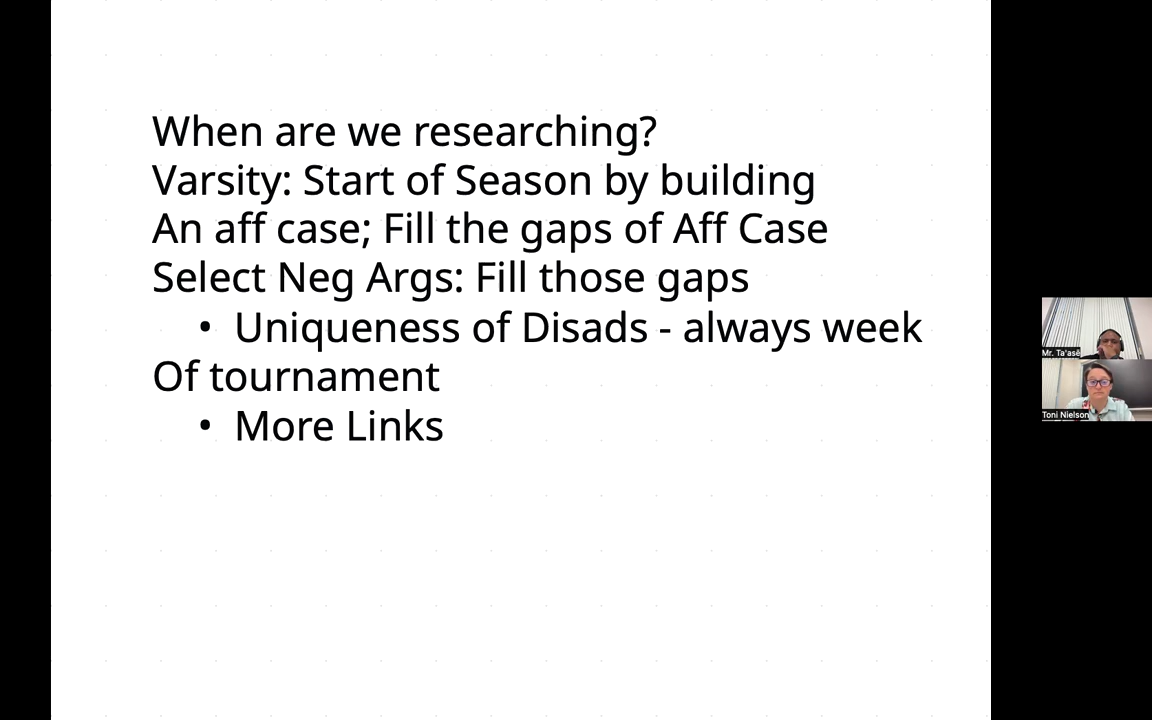 When are we researching?
Varsity: Start of Season by building
An aff case; Fill the gaps of Aff Case
Select Neg Args: Fill those gaps
• Uniqueness of Disads - always week
Of tournament
• More Links
Mr. Ta'ase
Toni Nielson